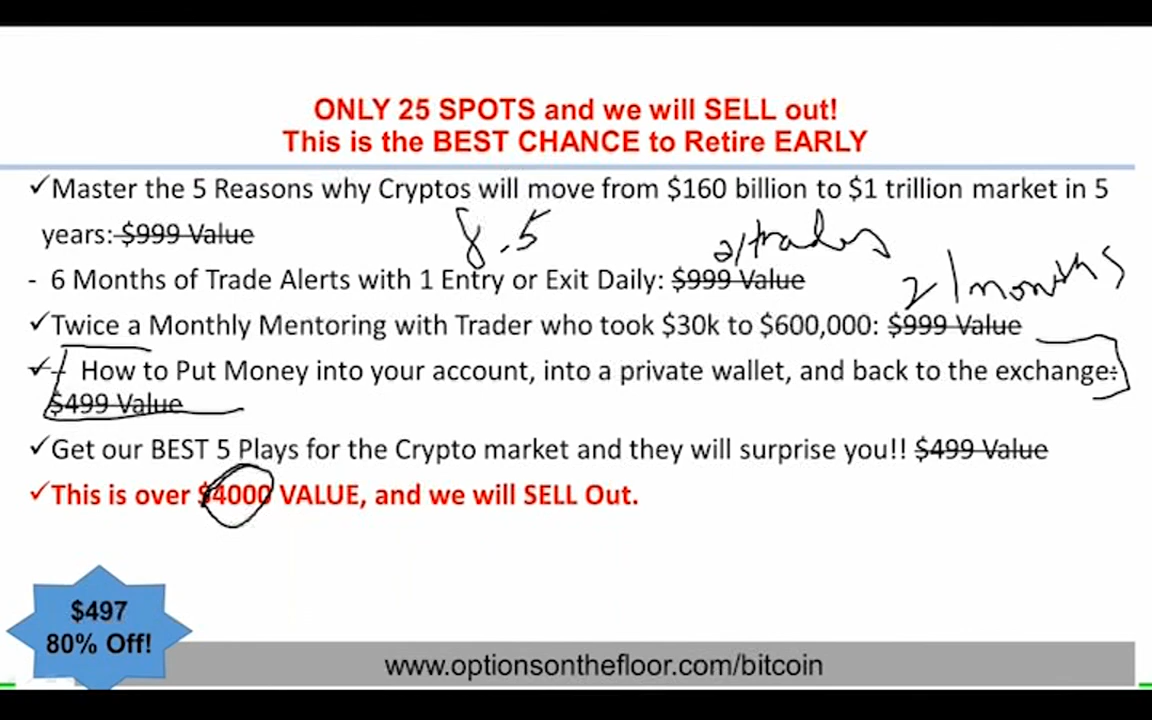 ONLY 25 SPOTS and we will SELL out!
This is the BEST CHANCE to Retire EARLY
✓Master the 5 Reasons why Cryptos will move from $160 billion to $1 trillion market in 5
years: $999 Value
8.5
2/trades
- 6 Months of Trade Alerts with 1 Entry or Exit Daily: $999 Value
2/months
✓Twice a Monthly Mentoring with Trader who took $30k to $600,000: $999 Value
✓- How to Put Money into your account, into a private wallet, and back to the exchange:
$499 Value
✓Get our BEST 5 Plays for the Crypto market and they will surprise you!! $499 Value
✓This is over $4000 VALUE, and we will SELL Out.
$497
80% Off!
www.optionsonthefloor.com/bitcoin